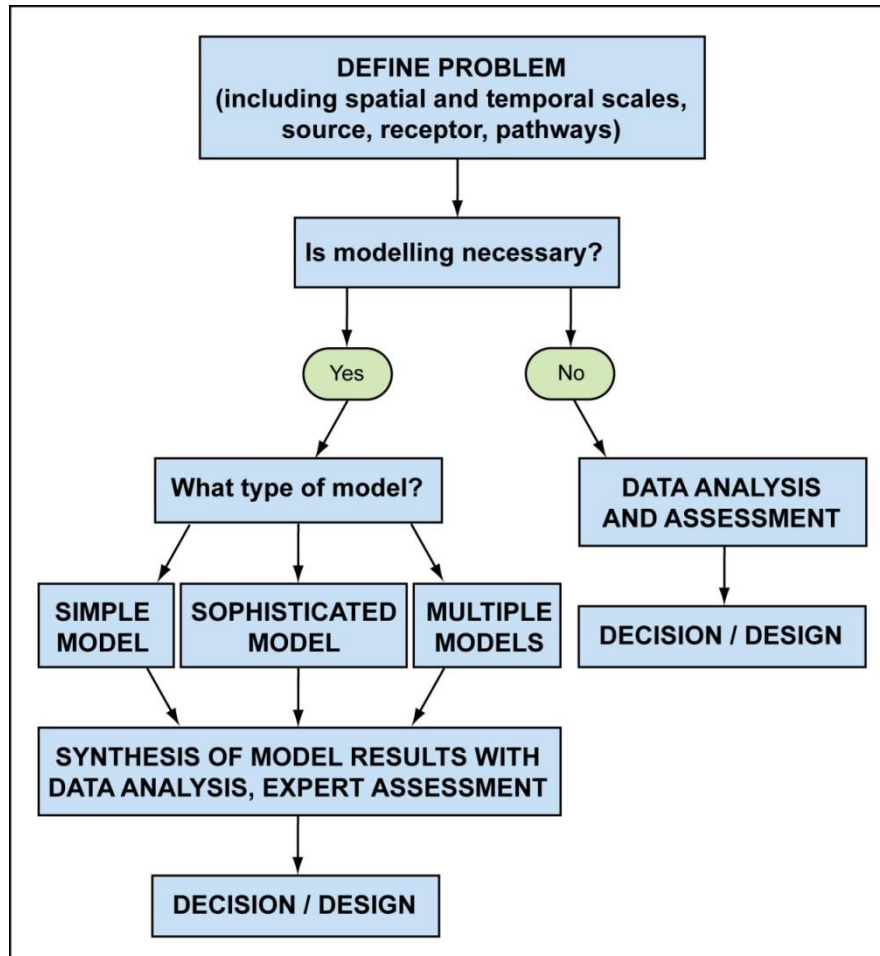 DEFINE PROBLEM
(including spatial and temporal scales,
source, receptor, pathways)
Is modelling necessary?
Yes
No
What type of model?
DATA ANALYSIS
AND ASSESSMENT
SIMPLE
MODEL
SOPHISTICATED
MODEL
MULTIPLE
MODELS
DECISION / DESIGN
SYNTHESIS OF MODEL RESULTS WITH
DATA ANALYSIS, EXPERT ASSESSMENT
DECISION / DESIGN